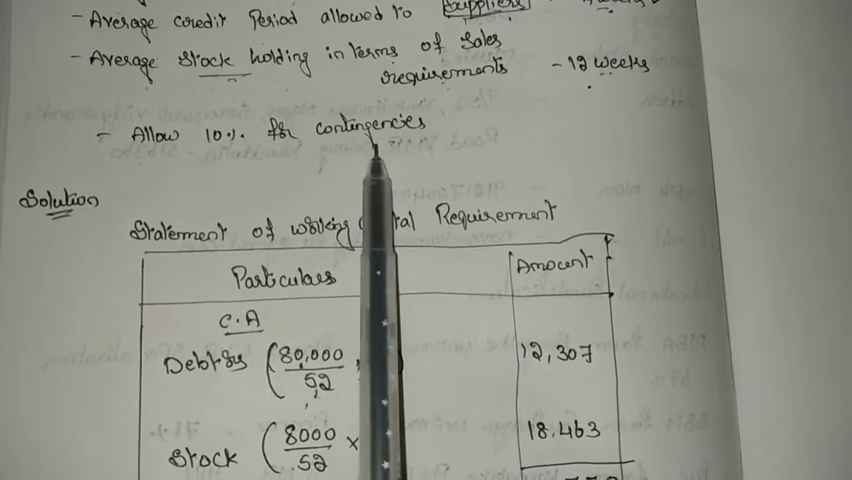 - Average credit Period allowed to Suppliers
- Average stock holding in terms of Sales
requirements - 12 weeks
- Allow 10% for contingencies
Solution
Statement of working Requirement
Particulars Amount
C.A
Debtors (80,000/52 12,307
Stock (8000/52 × 18.463